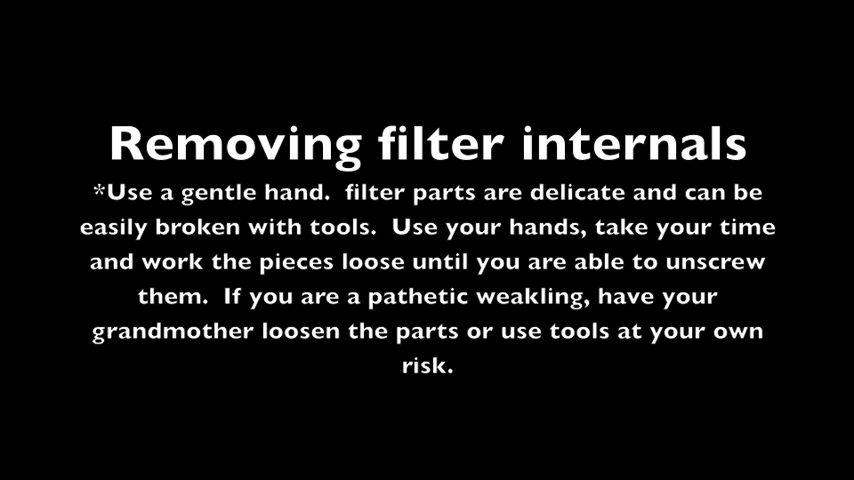 Removing filter internals
*Use a gentle hand.  filter parts are delicate and can be
easily broken with tools.  Use your hands, take your time
and work the pieces loose until you are able to unscrew
them.  If you are a pathetic weakling, have your
grandmother loosen the parts or use tools at your own
risk.